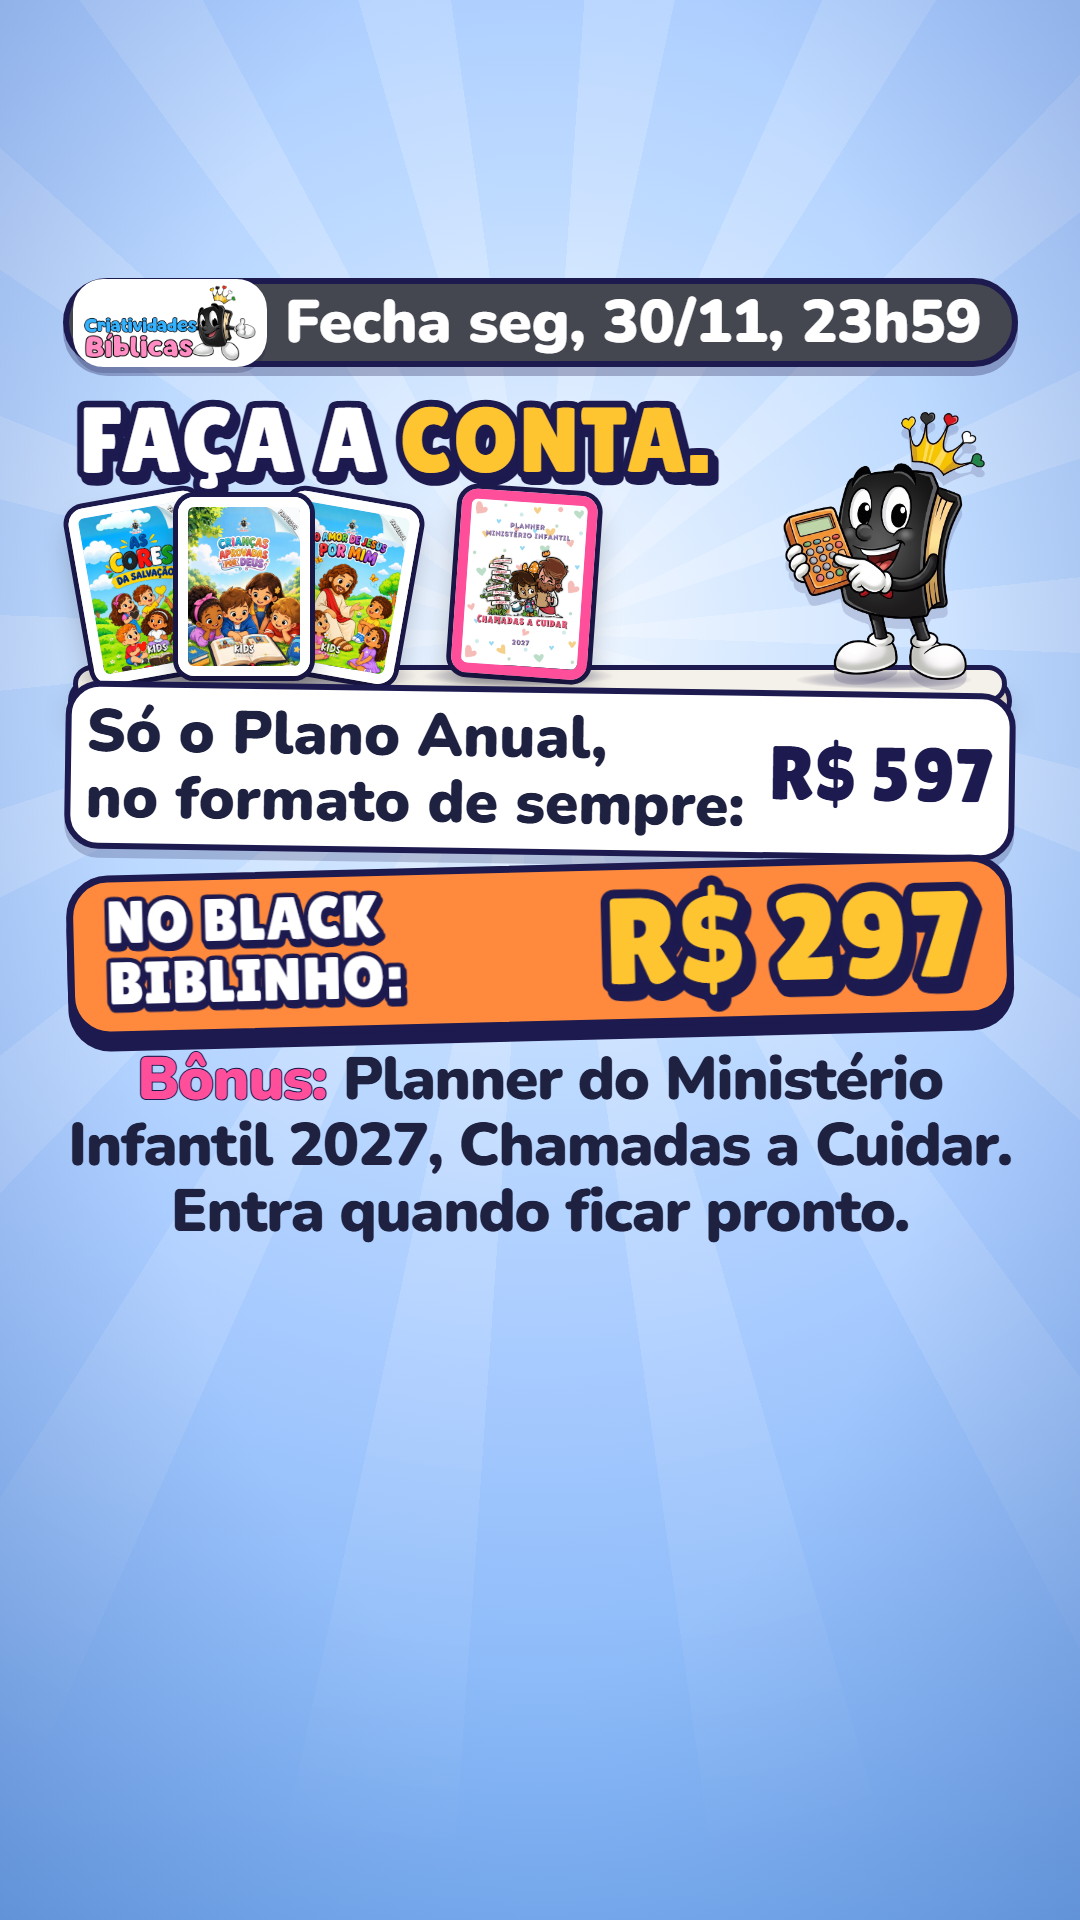 Criatividades
Bíblicas
Fecha seg, 30/11, 23h59
FAÇA A CONTA.
AS
CORES
DA SALVAÇÃO
KIDS
CRIANÇAS
APROVADAS
POR DEUS
KIDS
O AMOR DE JESUS
POR MIM
KIDS
PLANNER
MINISTÉRIO INFANTIL
CHAMADAS A CUIDAR
2027
Só o Plano Anual,
no formato de sempre:
R$ 597
NO BLACK
BIBLINHO:
R$ 297
Bônus: Planner do Ministério
Infantil 2027, Chamadas a Cuidar.
Entra quando ficar pronto.